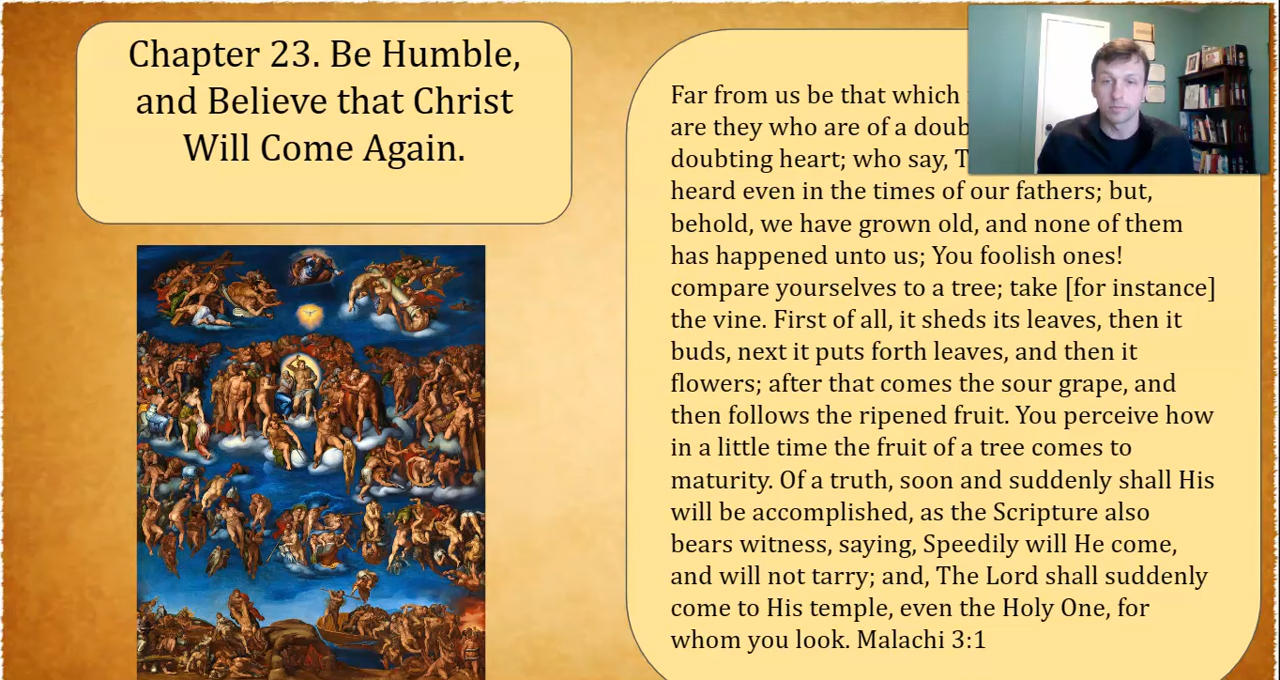 Chapter 23. Be Humble,
and Believe that Christ
Will Come Again.
Far from us be that which
are they who are of a
doubting heart; who say,
heard even in the times of our fathers; but,
behold, we have grown old, and none of them
has happened unto us; You foolish ones!
compare yourselves to a tree; take [for instance]
the vine. First of all, it sheds its leaves, then it
buds, next it puts forth leaves, and then it
flowers; after that comes the sour grape, and
then follows the ripened fruit. You perceive how
in a little time the fruit of a tree comes to
maturity. Of a truth, soon and suddenly shall His
will be accomplished, as the Scripture also
bears witness, saying, Speedily will He come,
and will not tarry; and, The Lord shall suddenly
come to His temple, even the Holy One, for
whom you look. Malachi 3:1